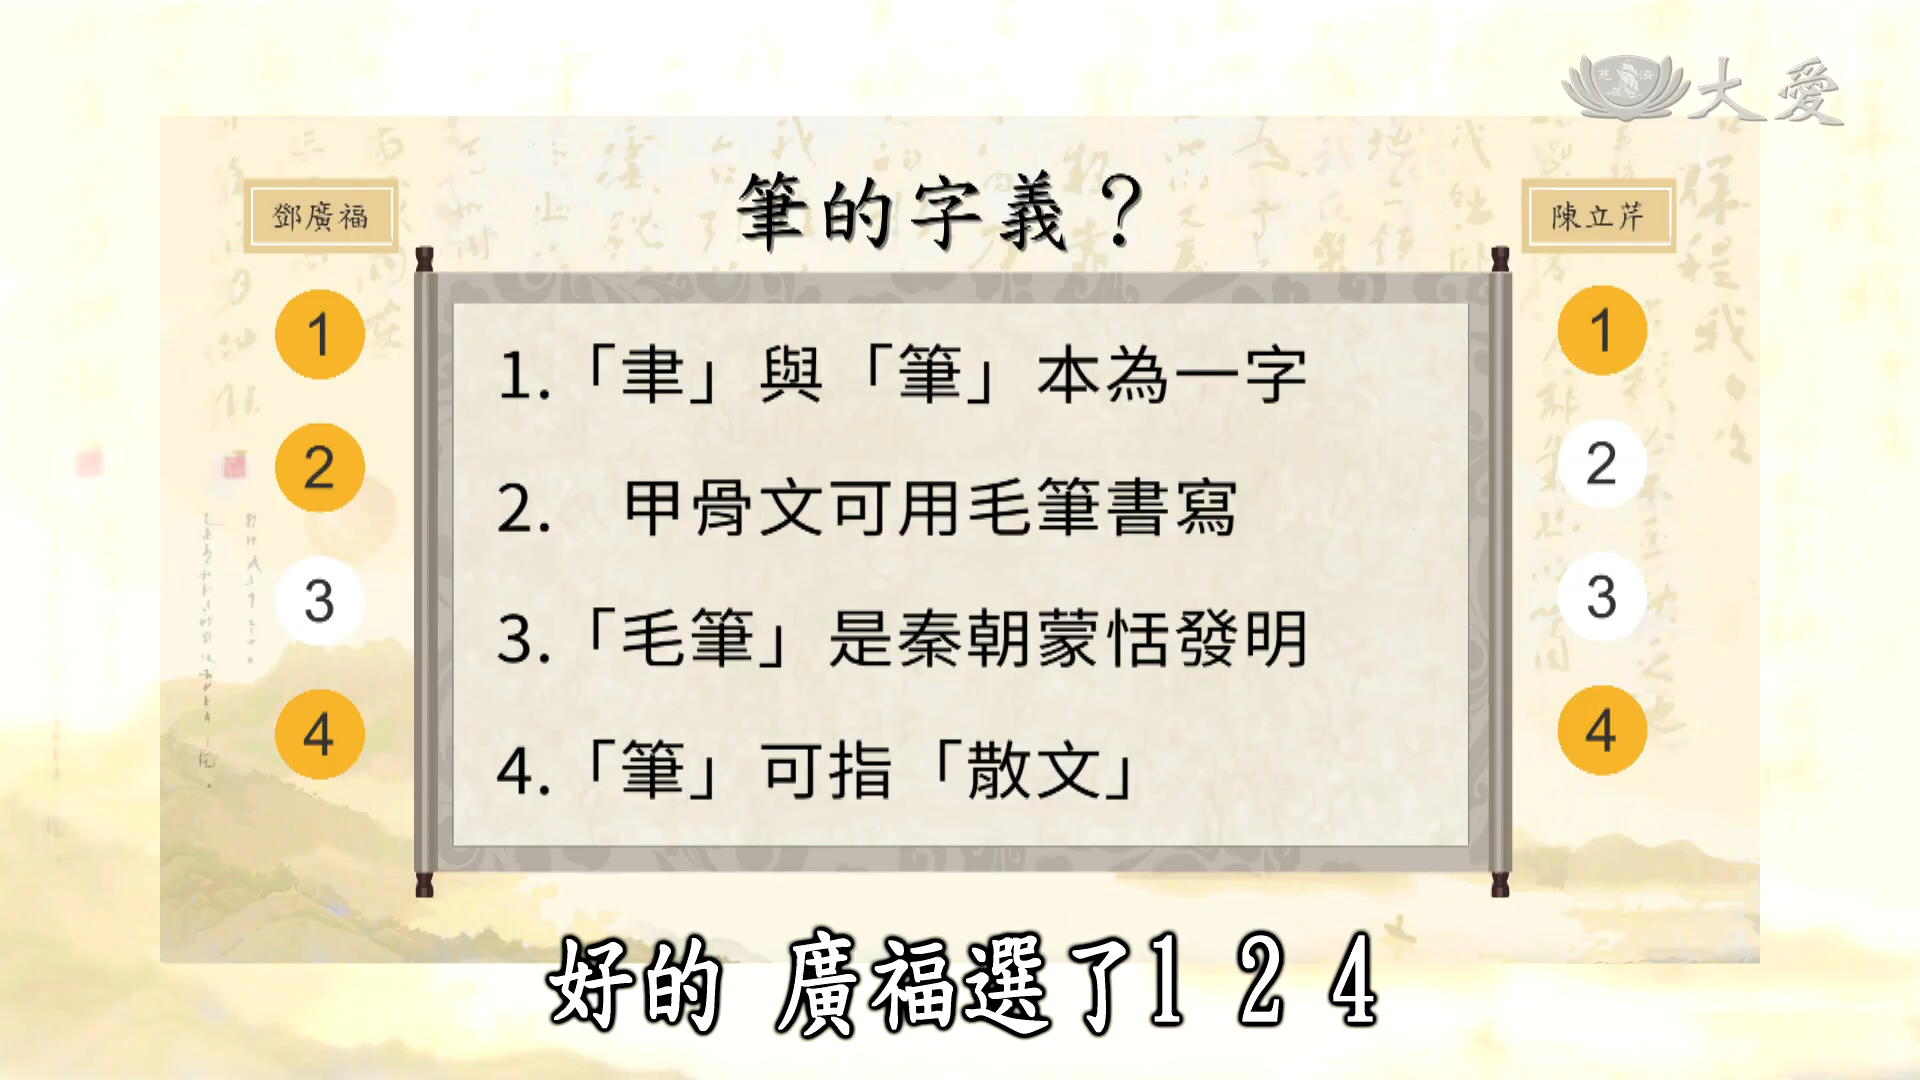 慈濟
大愛
筆的字義？
鄧廣福
1
2
3
4
1.「聿」與「筆」本為一字
2. 甲骨文可用毛筆書寫
3.「毛筆」是秦朝蒙恬發明
4.「筆」可指「散文」
陳立芹
1
2
3
4
好的 廣福選了1 2 4